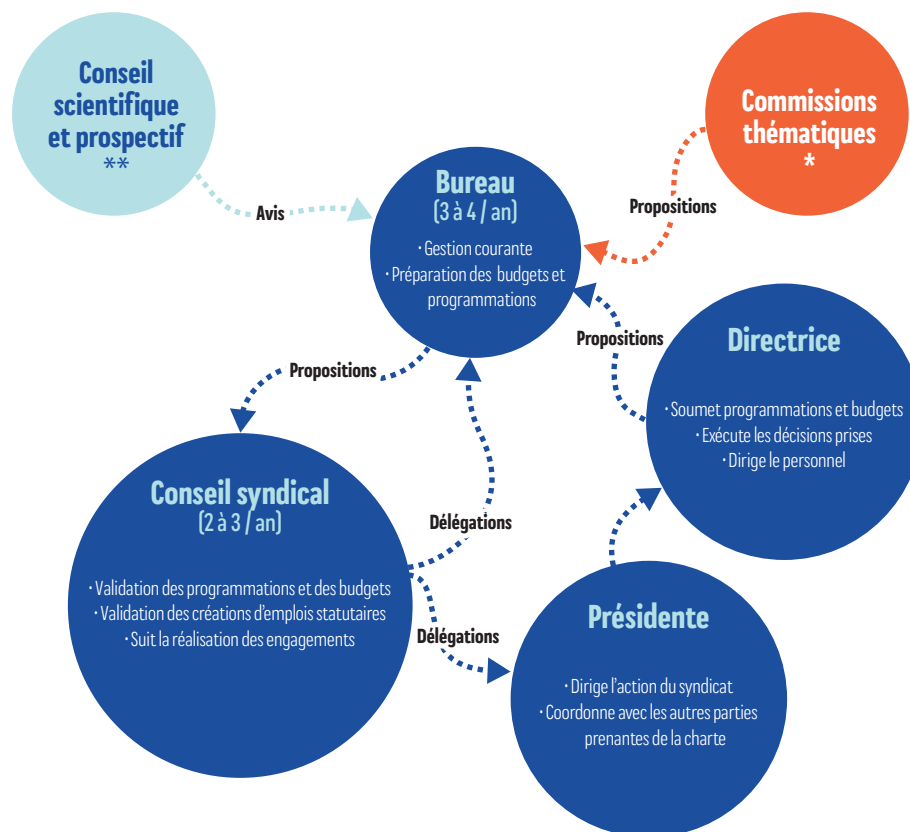 Conseil
scientifique
et prospectif
**
Commissions
thématiques
*
Avis
Propositions
Bureau
(3 à 4 / an)
· Gestion courante
· Préparation des budgets et
programmations
Propositions
Propositions
Directrice
· Soumet programmations et budgets
· Exécute les décisions prises
· Dirige le personnel
Conseil syndical
(2 à 3 / an)
· Validation des programmations et des budgets
· Validation des créations d'emplois statutaires
· Suit la réalisation des engagements
Délégations
Délégations
Présidente
· Dirige l'action du syndicat
· Coordonne avec les autres parties
prenantes de la charte